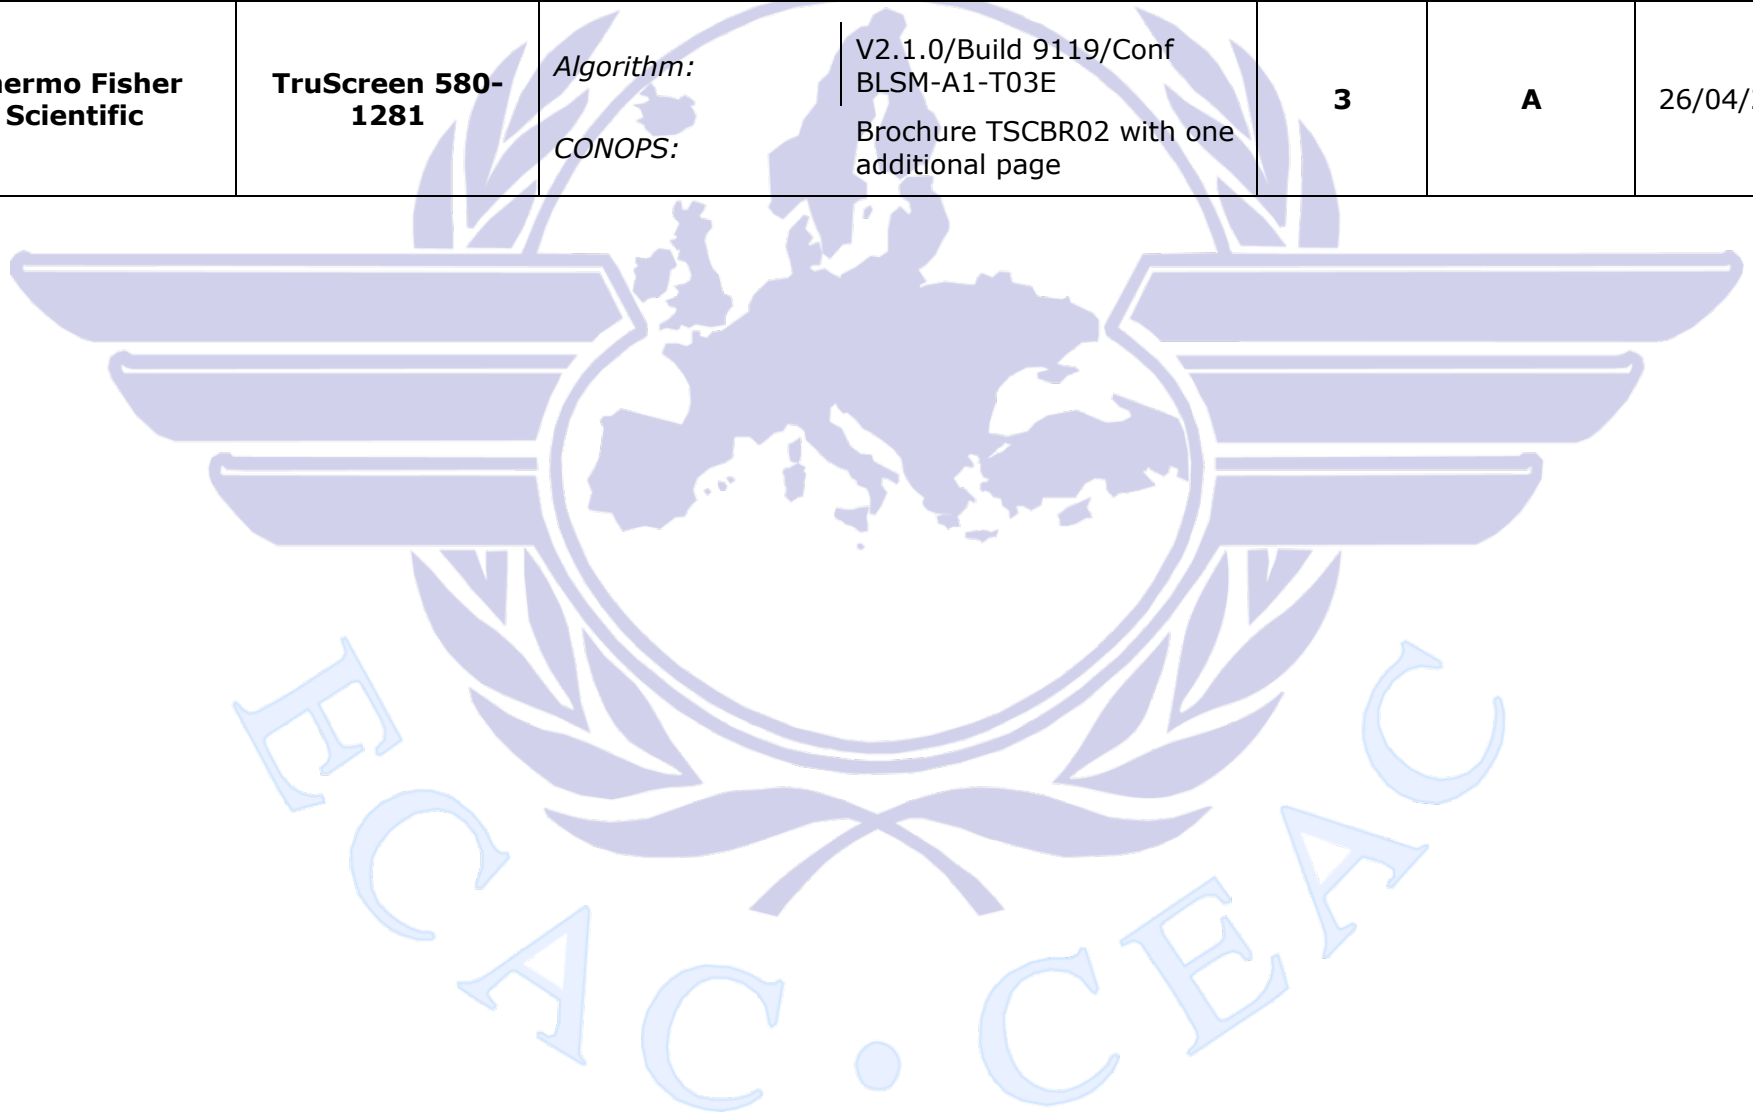 hermo Fisher
Scientific
TruScreen 580-
1281
Algorithm:
V2.1.0/Build 9119/Conf
BLSM-A1-T03E
CONOPS:
Brochure TSCBR02 with one
additional page
3
A
26/04/
ECAC • CEAC